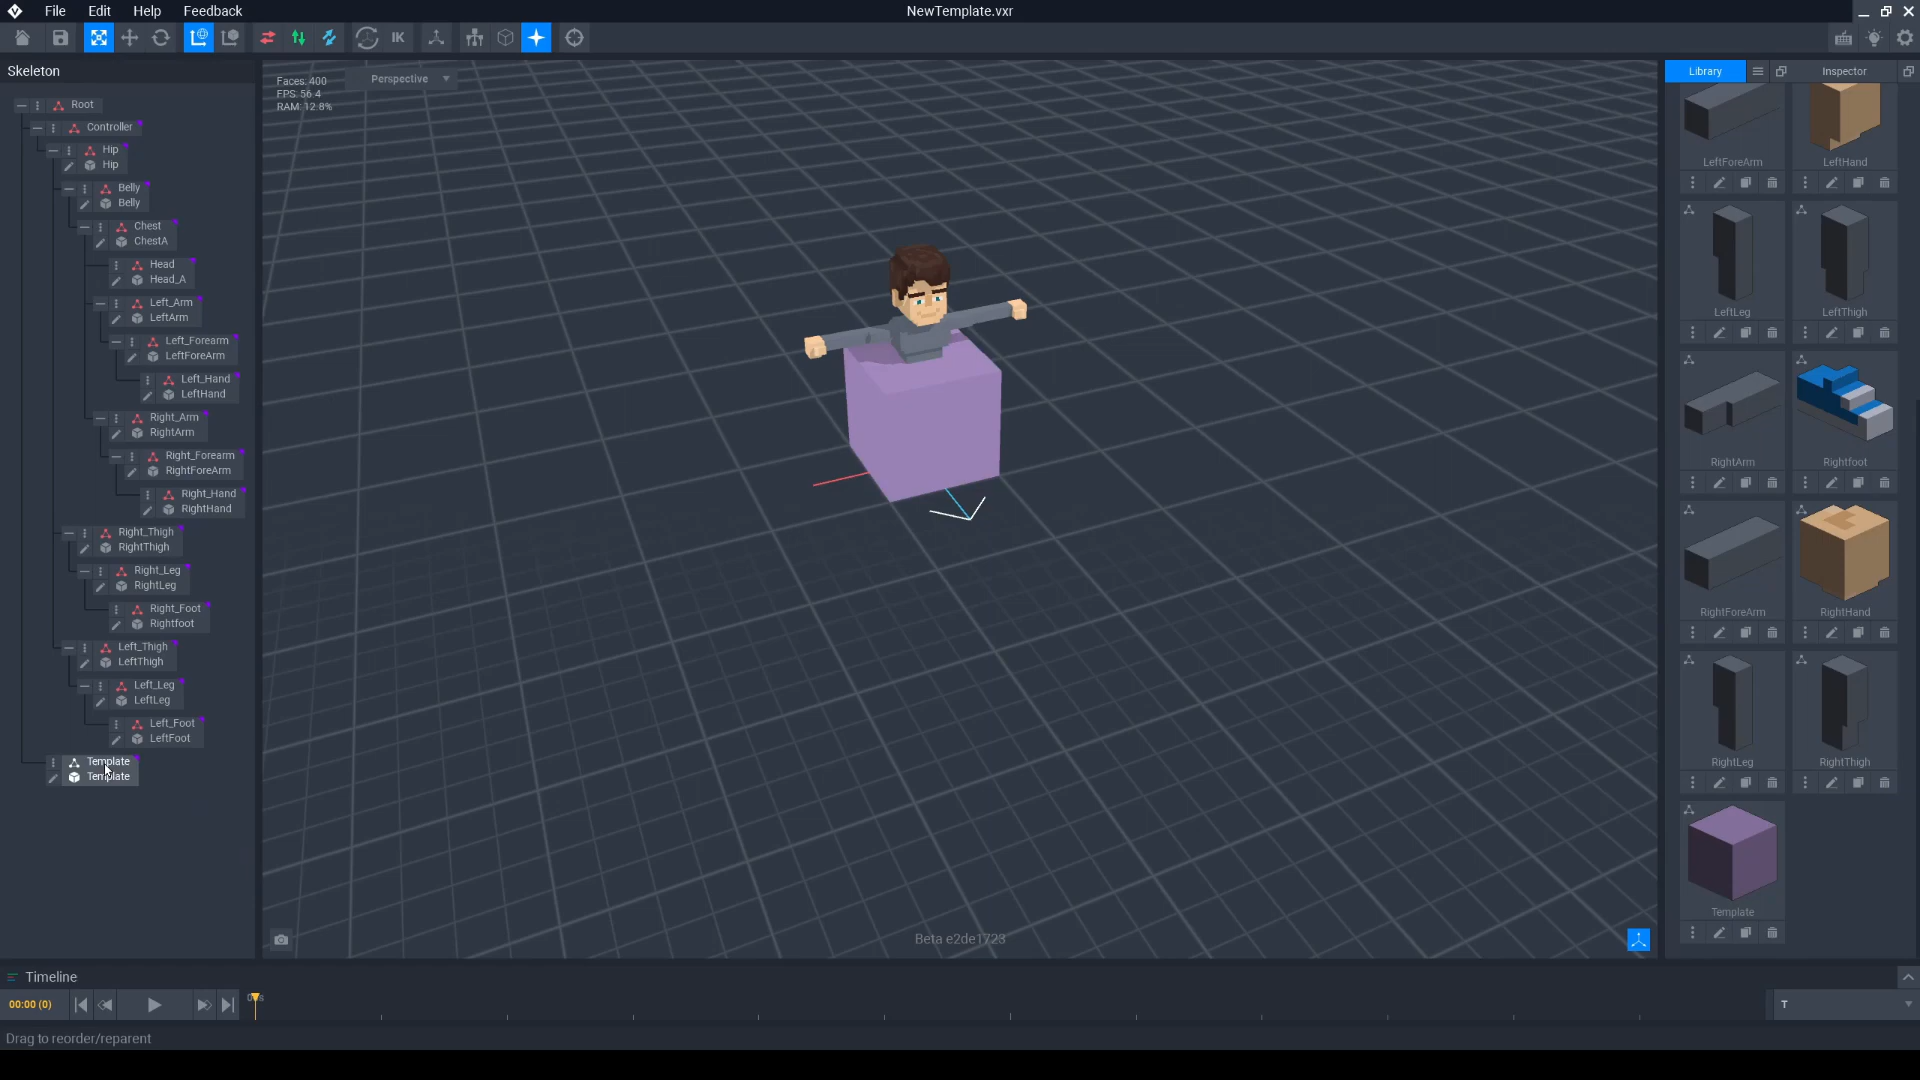 File Edit Help Feedback
NewTemplate.vxr
IK
Skeleton
Root
Controller
Hip
Hip
Belly
Belly
Chest
ChestA
Head
Head_A
Left_Arm
LeftArm
Left_Forearm
LeftForeArm
Left_Hand
LeftHand
Right_Arm
RightArm
Right_Forearm
RightForeArm
Right_Hand
RightHand
Right_Thigh
RightThigh
Right_Leg
RightLeg
Right_Foot
Rightfoot
Left_Thigh
LeftThigh
Left_Leg
LeftLeg
Left_Foot
LeftFoot
Template
Template
Faces: 400
FPS: 56.4
RAM: 12.8%
Perspective
Beta e2de1723
Library
Inspector
LeftForeArm
LeftHand
LeftLeg
LeftThigh
RightArm
Rightfoot
RightForeArm
RightHand
RightLeg
RightThigh
Template
Timeline
00:00 (0)
T
Drag to reorder/reparent